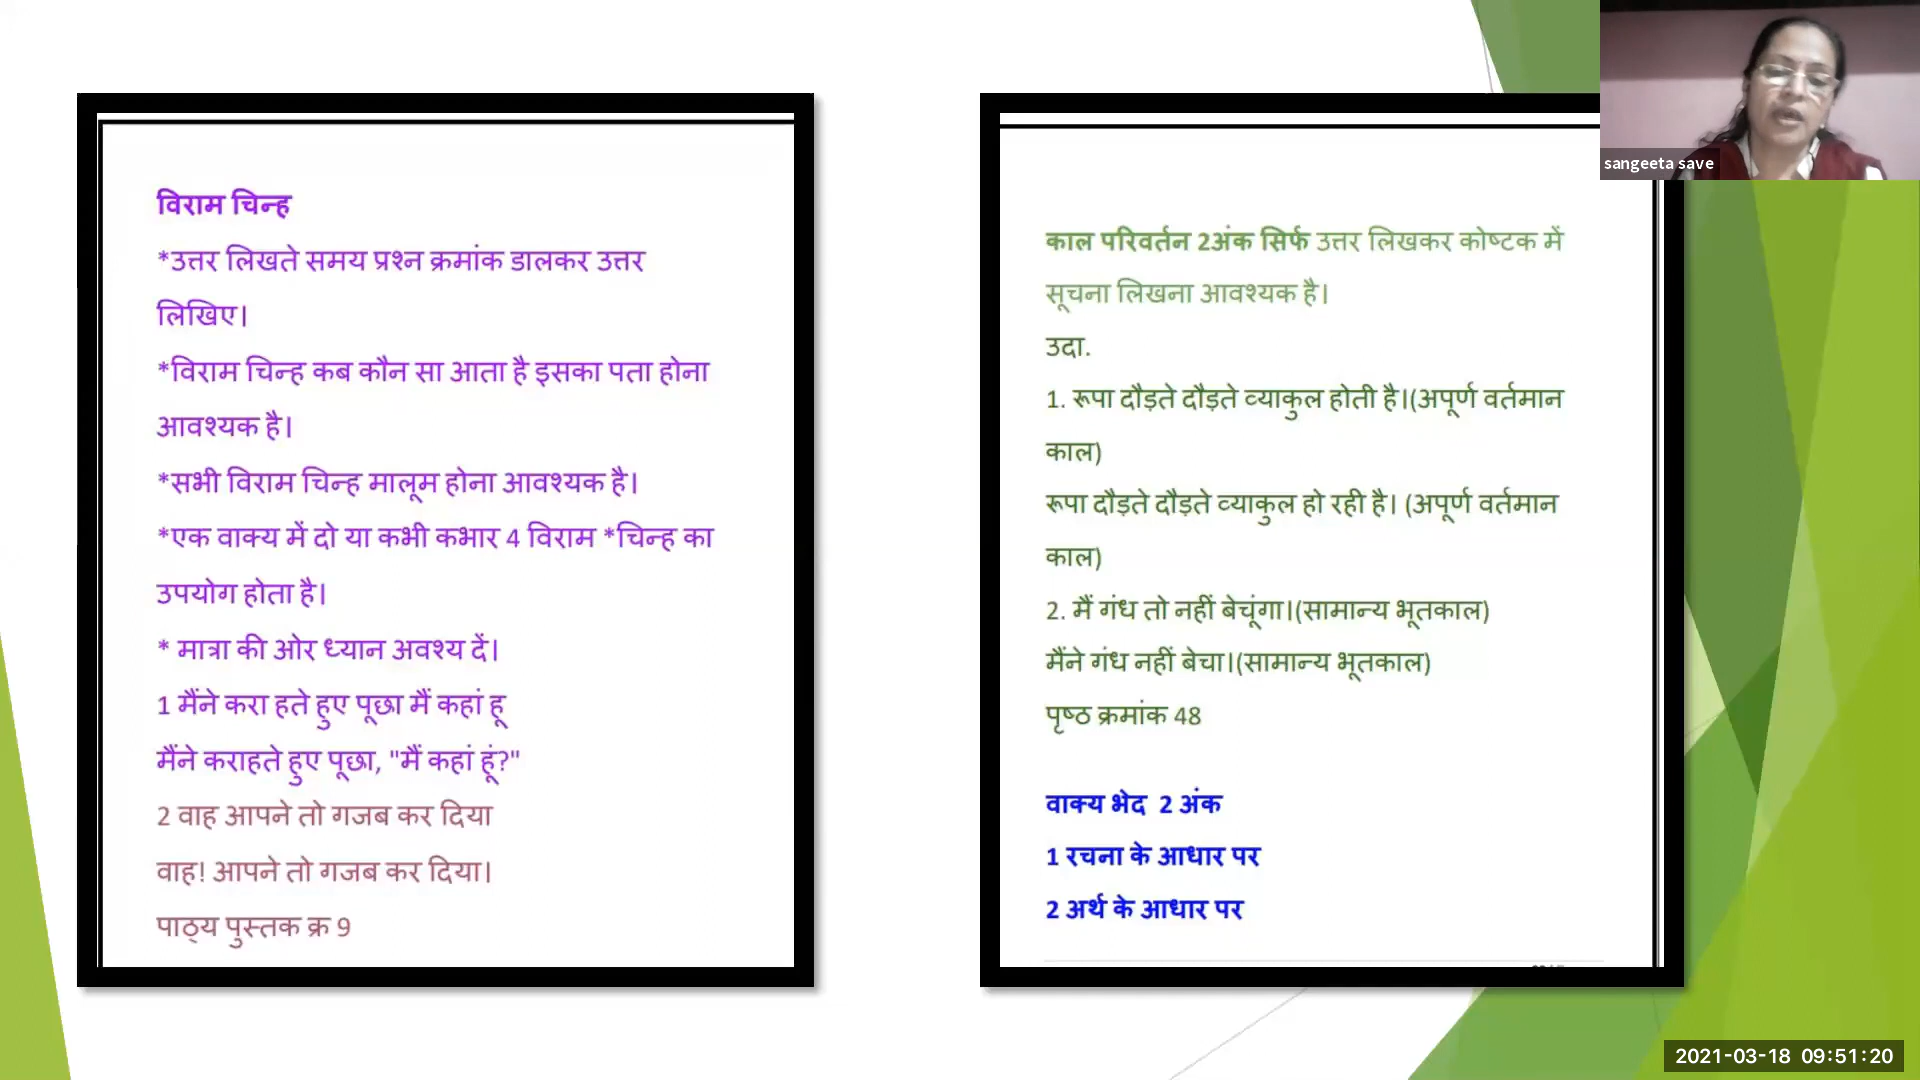 विराम चिन्ह
*उत्तर लिखते समय प्रश्न क्रमांक डालकर उत्तर
लिखिए।
*विराम चिन्ह कब कौन सा आता है इसका पता होना
आवश्यक है।
*सभी विराम चिन्ह मालूम होना आवश्यक है।
*एक वाक्य में दो या कभी कभार 4 विराम *चिन्ह का
उपयोग होता है।
* मात्रा की ओर ध्यान अवश्य दें।
1 मैंने करा हते हुए पूछा मैं कहां हू
मैंने कराहते हुए पूछा, "मैं कहां हूं?"
2 वाह आपने तो गजब कर दिया
वाह! आपने तो गजब कर दिया।
पाठ्य पुस्तक क्र 9
काल परिवर्तन 2अंक सिर्फ उत्तर लिखकर कोष्टक में
सूचना लिखना आवश्यक है।
उदा.
1. रूपा दौड़ते दौड़ते व्याकुल होती है।(अपूर्ण वर्तमान
काल)
रूपा दौड़ते दौड़ते व्याकुल हो रही है। (अपूर्ण वर्तमान
काल)
2. मैं गंध तो नहीं बेचूंगा।(सामान्य भूतकाल)
मैंने गंध नहीं बेचा।(सामान्य भूतकाल)
पृष्ठ क्रमांक 48
वाक्य भेद 2 अंक
1 रचना के आधार पर
2 अर्थ के आधार पर
sangeeta save
2021-03-18 09:51:20